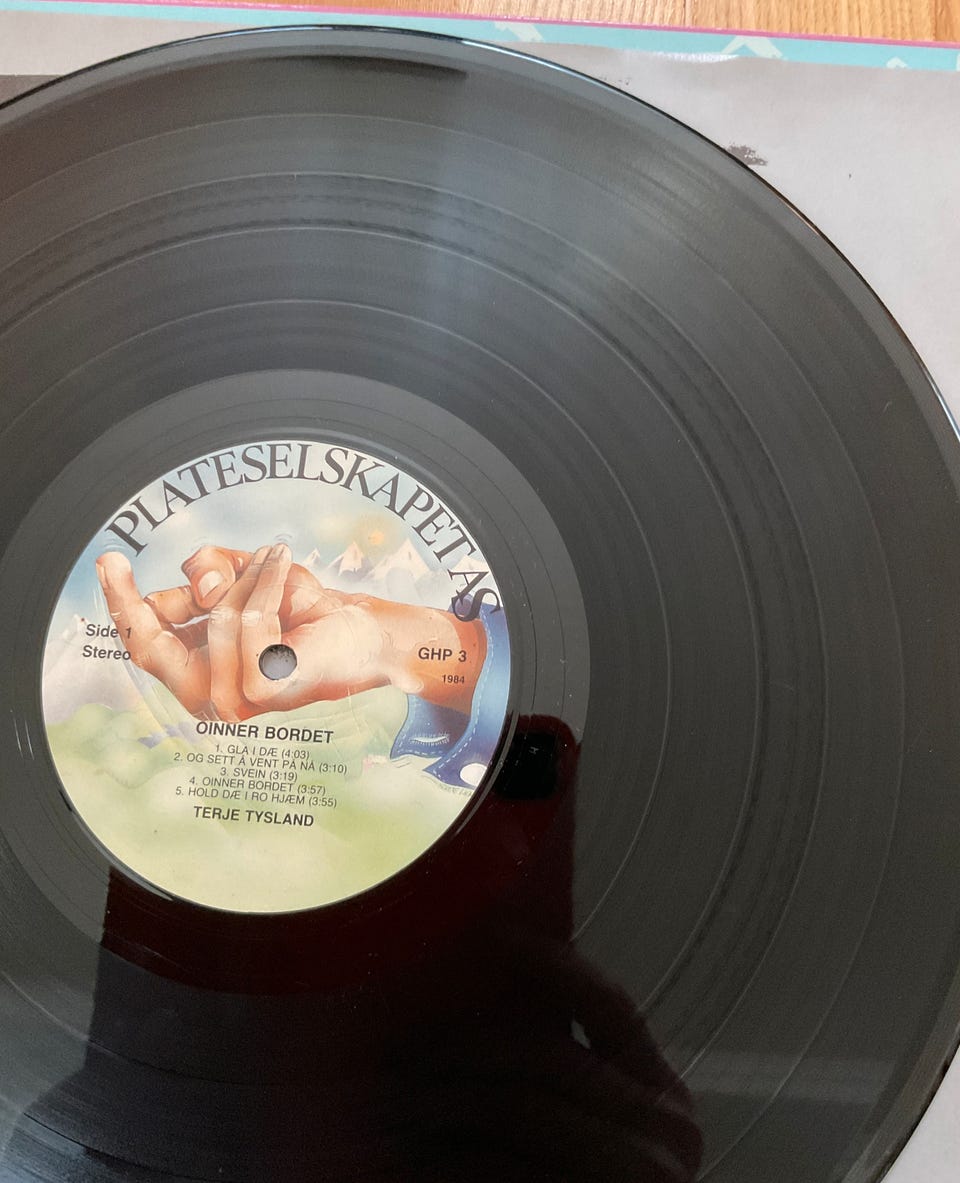 PLATESELSKAPET AS
Side 1
Stereo
GHP 3
1984
OINNER BORDET
1. GLA I DÆ (4:03)
2. OG SETT Å VENT PÅ NÅ (3:10)
3. SVEIN (3:19)
4. OINNER BORDET (3:57)
5. HOLD DÆ I RO HJÆM (3:55)
TERJE TYSLAND